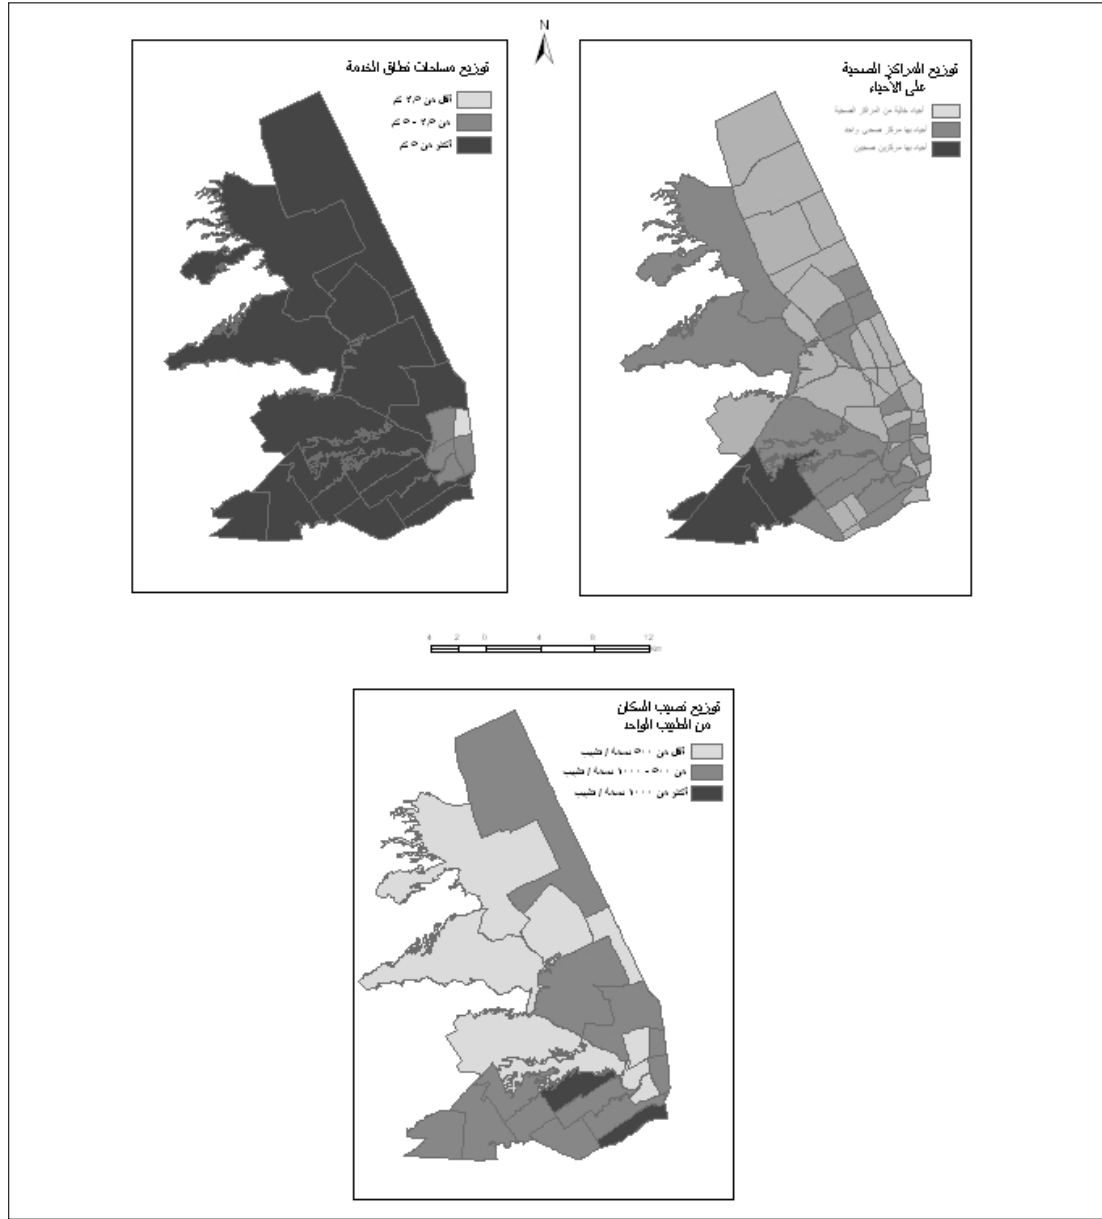 N
توزيع المراكز الصحية
على الأحياء
أحياء خالية من المراكز الصحية
أحياء بها مركز صحي واحد
أحياء بها مركزين صحيين
توزيع مساحات نطاق الخدمة
أقل من ٢,٥ كم
من ٢,٥ - ٥ كم
أكثر من ٥ كم
4 2 0 4 8 12
Km
توزيع نصيب السكان
من الطبيب الواحد
أقل من ٥٠٠ نسمة / طبيب
من ٥٠٠ - ١٠٠٠ نسمة / طبيب
أكثر من ١٠٠٠ نسمة / طبيب